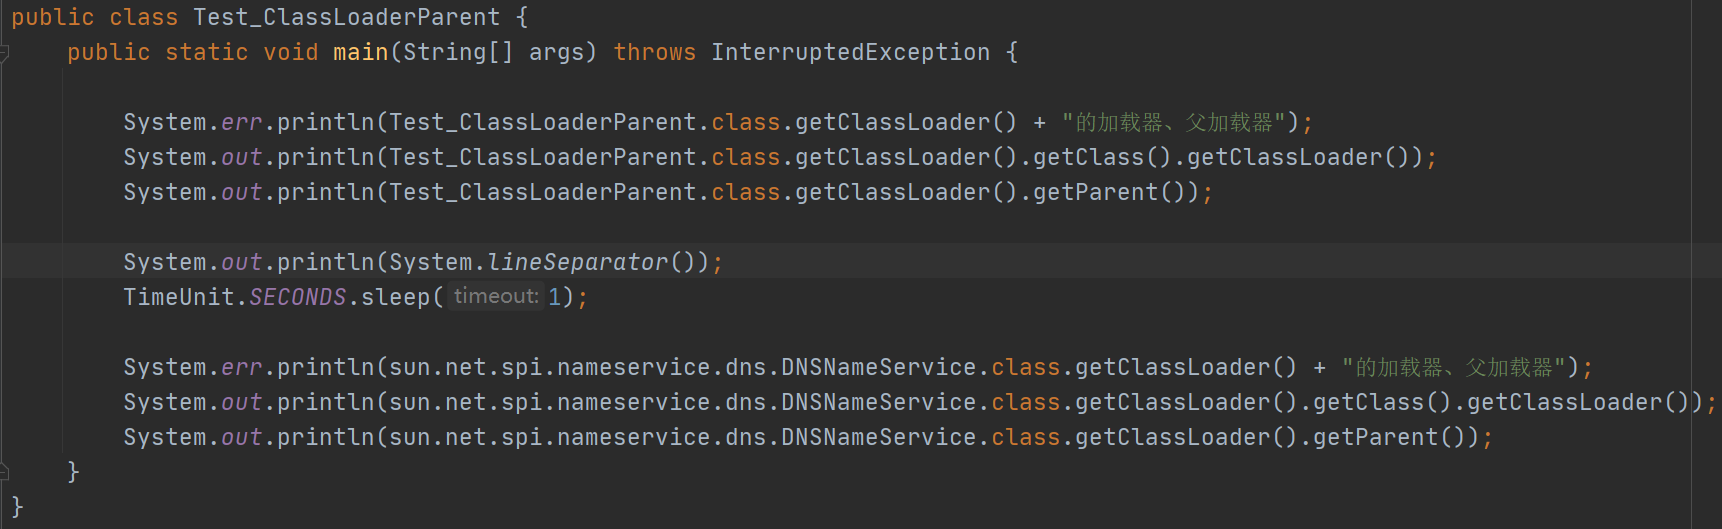 public class Test_ClassLoaderParent {
public static void main(String[] args) throws InterruptedException {
System.err.println(Test_ClassLoaderParent.class.getClassLoader() + "的加载器、父加载器");
System.out.println(Test_ClassLoaderParent.class.getClassLoader().getClass().getClassLoader());
System.out.println(Test_ClassLoaderParent.class.getClassLoader().getParent());
System.out.println(System.lineSeparator());
TimeUnit.SECONDS.sleep( timeout: 1);
System.err.println(sun.net.spi.nameservice.dns.DNSNameService.class.getClassLoader() + "的加载器、父加载器");
System.out.println(sun.net.spi.nameservice.dns.DNSNameService.class.getClassLoader().getClass().getClassLoader());
System.out.println(sun.net.spi.nameservice.dns.DNSNameService.class.getClassLoader().getParent());
}
}